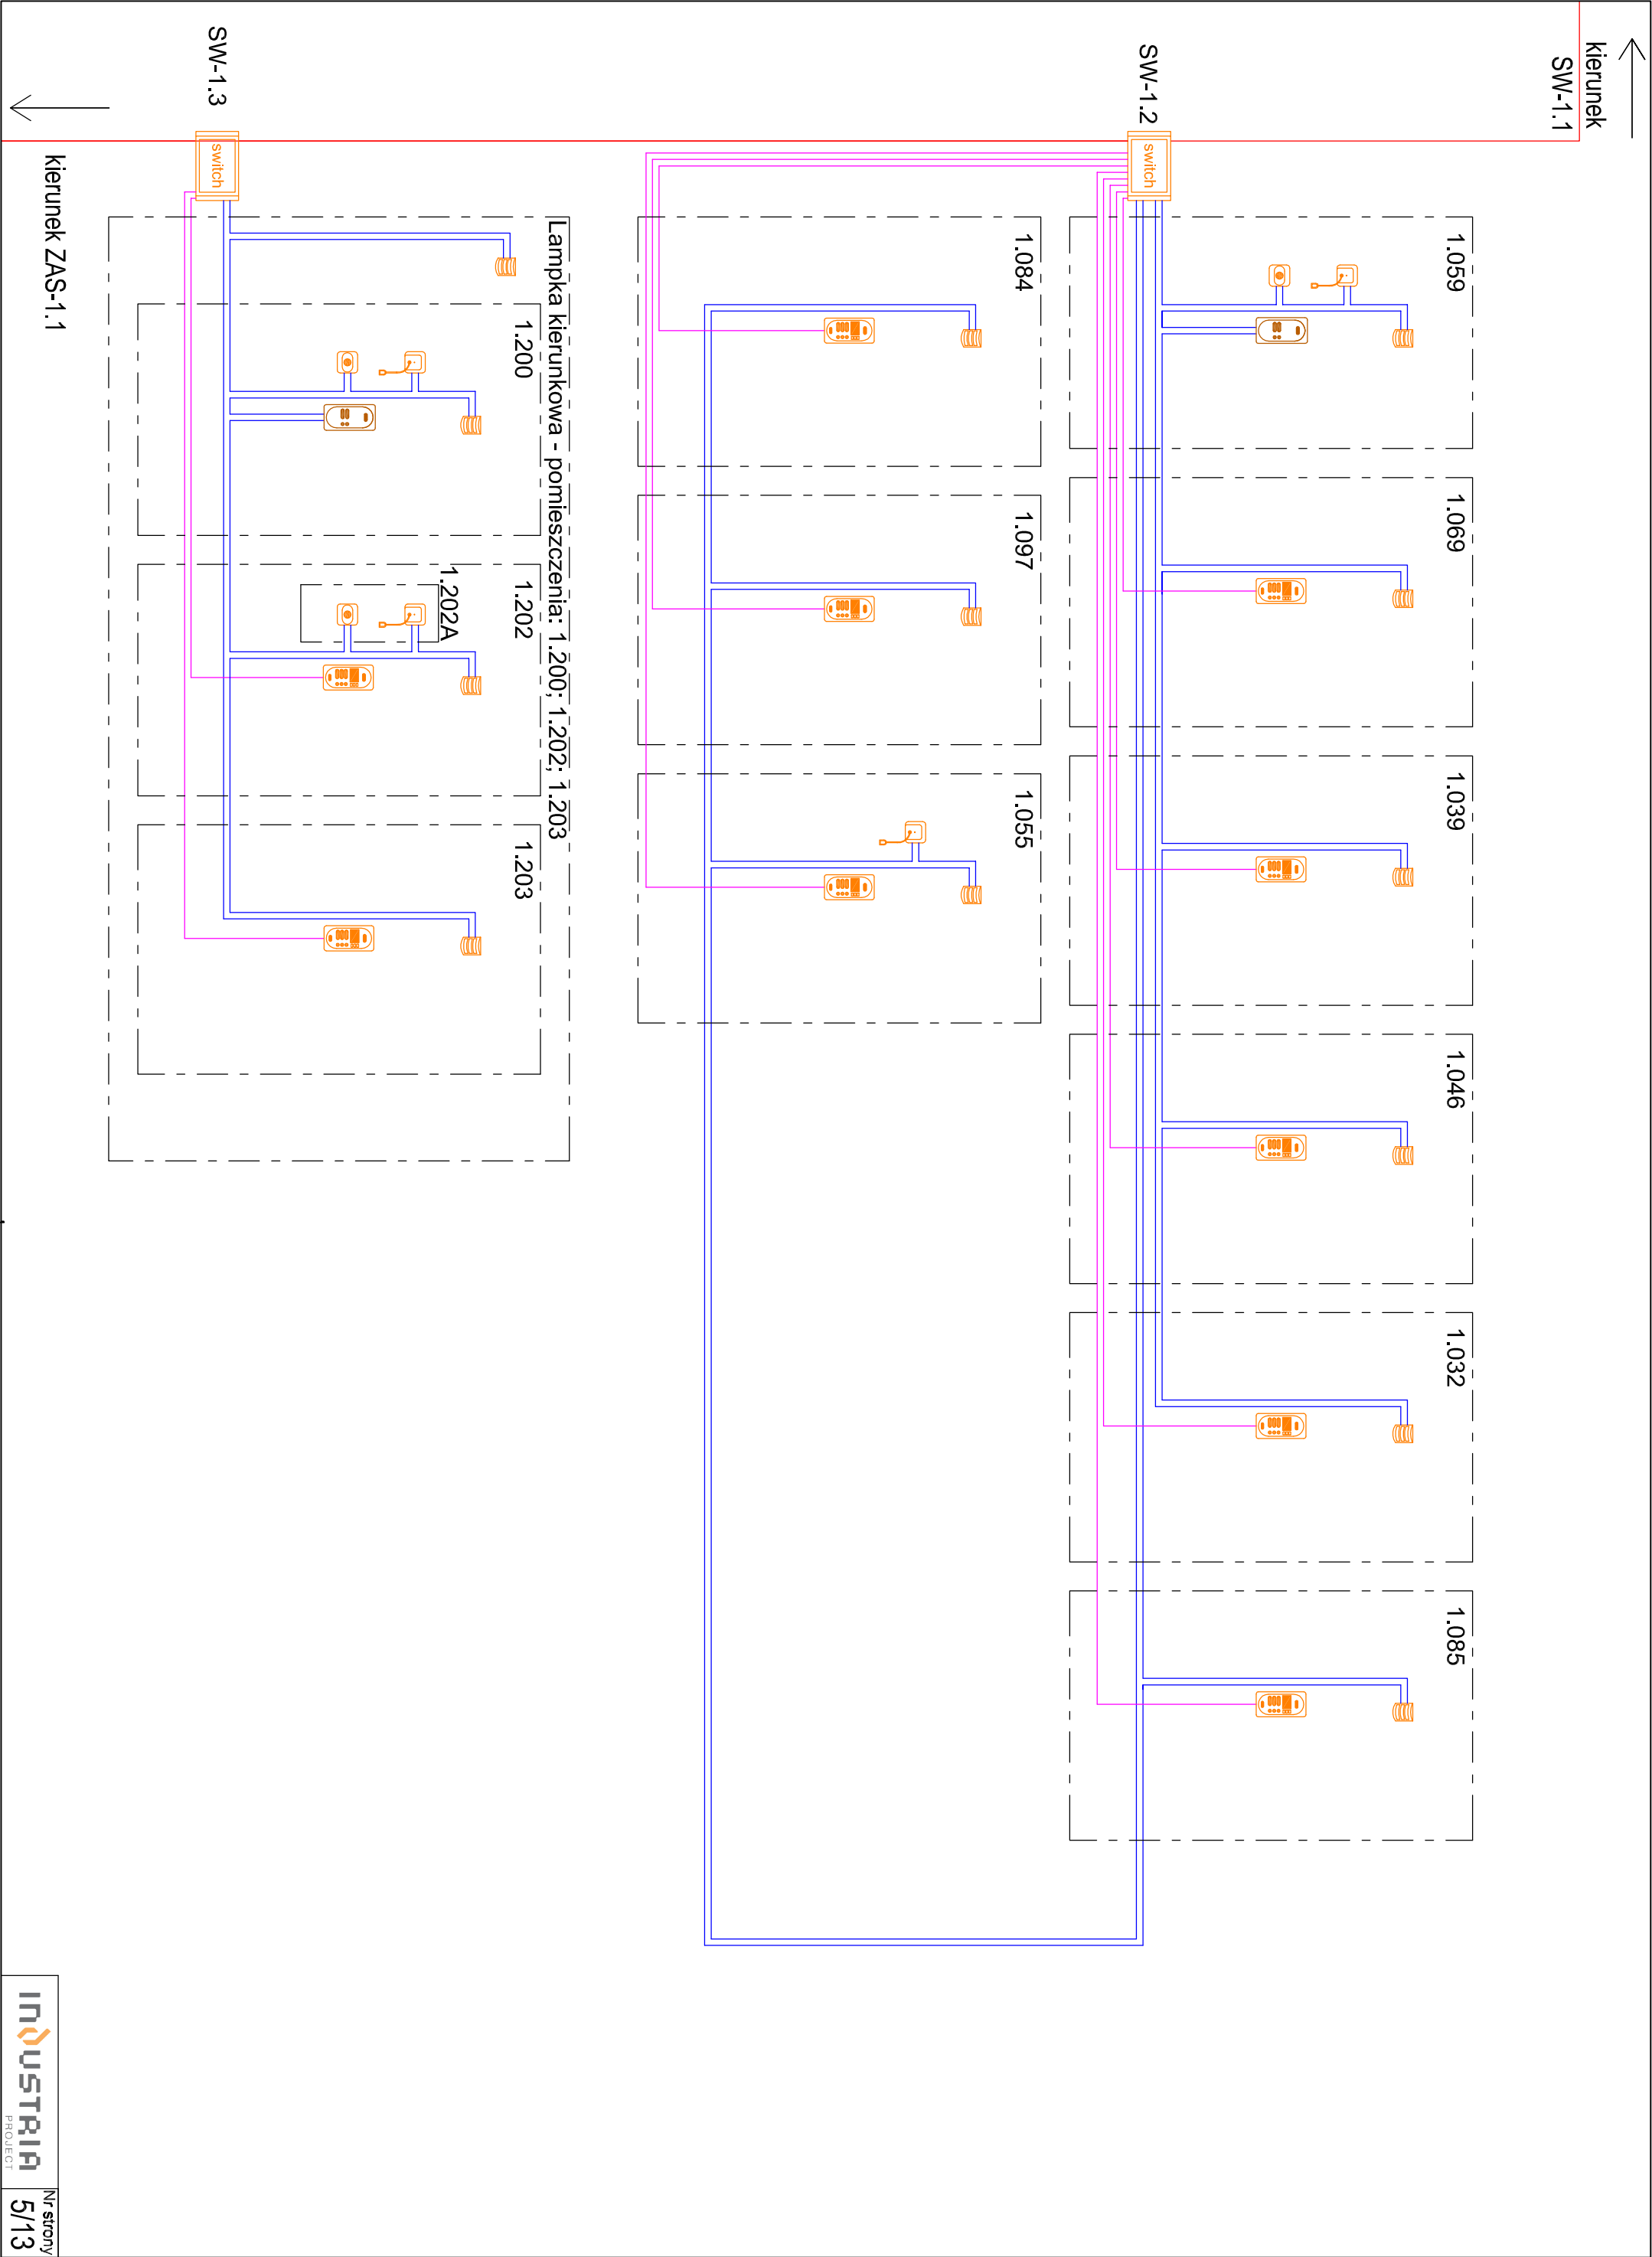 kierunek
SW-1.1
SW-1.2
switch
1.059
1.069
1.039
1.046
1.032
1.085
1.084
1.097
1.055
SW-1.3
switch
Lampka kierunkowa - pomieszczenia: 1.200; 1.202; 1.203
1.200
1.202
1.202A
1.203
kierunek ZAS-1.1
INDUSTRIA
PROJECT
Nr strony
5/13